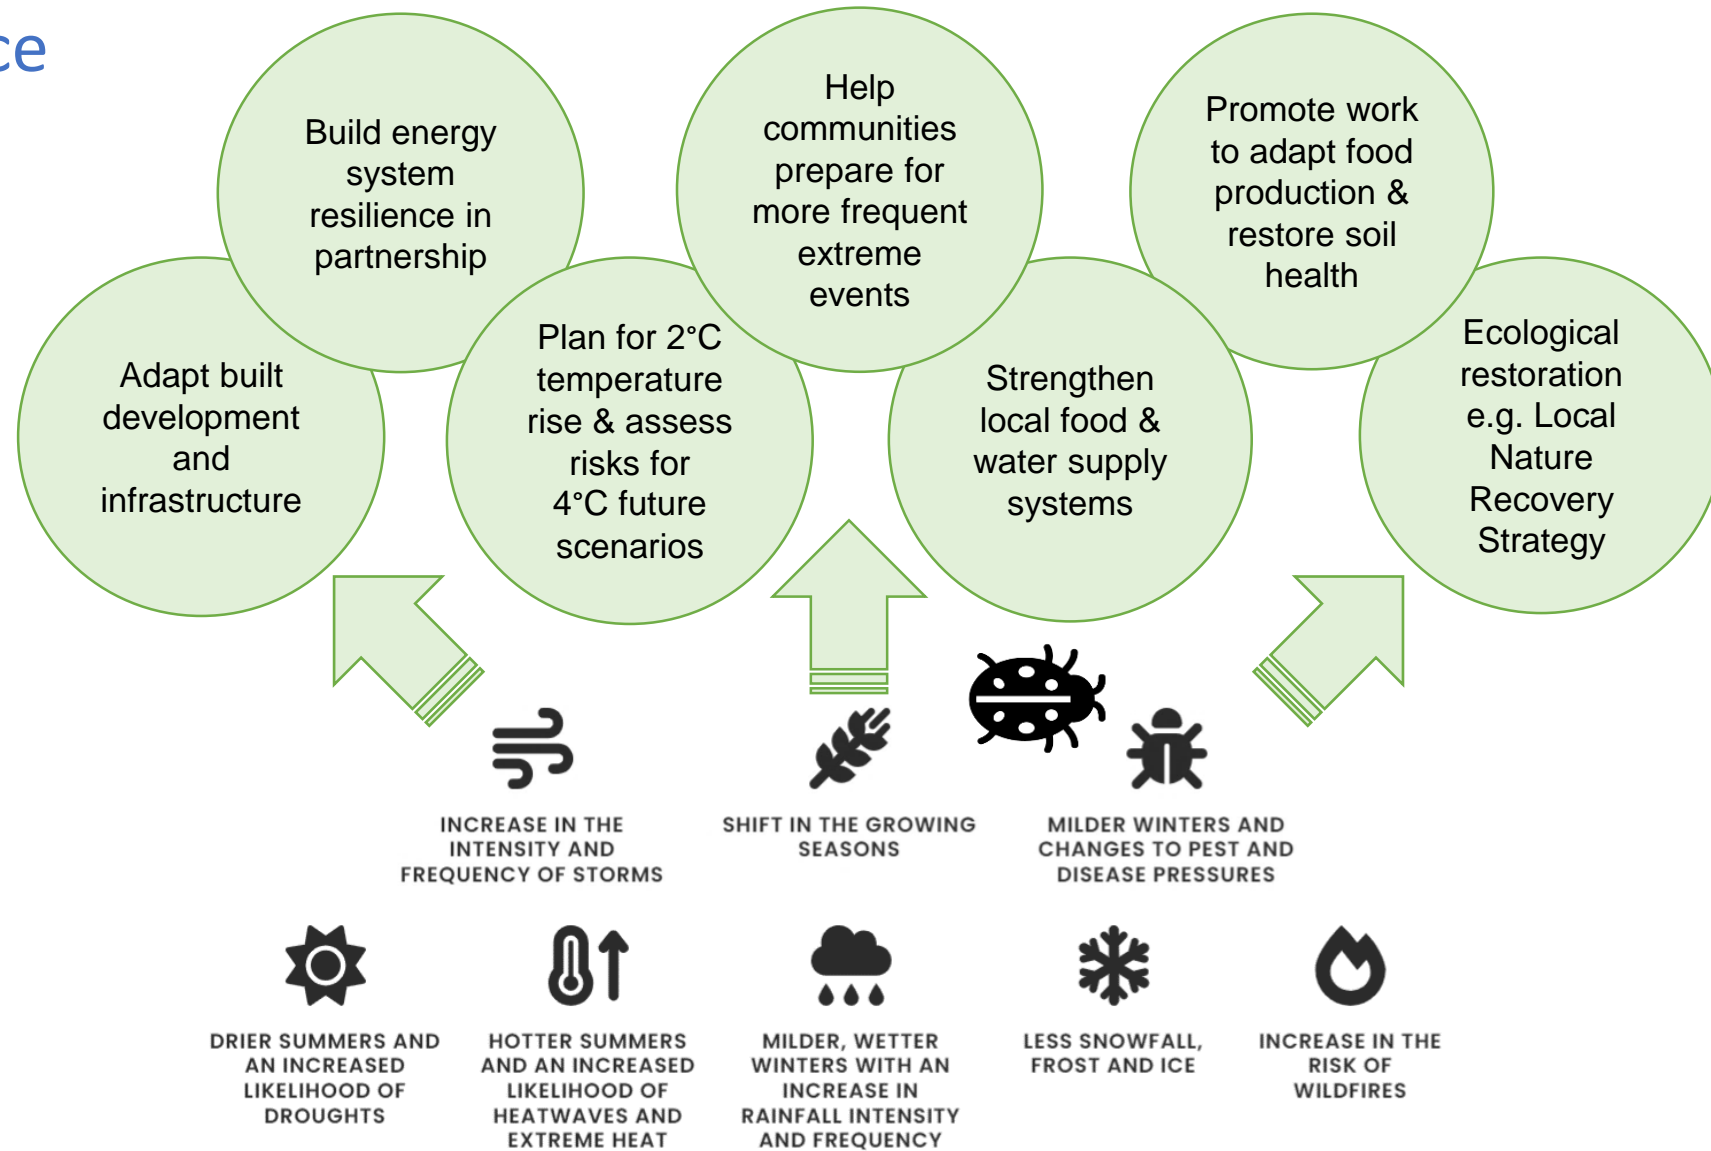 ce
Build energy
system
resilience in
partnership
Help
communities
prepare for
more frequent
extreme
events
Promote work
to adapt food
production &
restore soil
health
Adapt built
development
and
infrastructure
Plan for 2°C
temperature
rise & assess
risks for
4°C future
scenarios
Strengthen
local food &
water supply
systems
Ecological
restoration
e.g. Local
Nature
Recovery
Strategy
INCREASE IN THE
INTENSITY AND
FREQUENCY OF STORMS
SHIFT IN THE GROWING
SEASONS
MILDER WINTERS AND
CHANGES TO PEST AND
DISEASE PRESSURES
DRIER SUMMERS AND
AN INCREASED
LIKELIHOOD OF
DROUGHTS
HOTTER SUMMERS
AND AN INCREASED
LIKELIHOOD OF
HEATWAVES AND
EXTREME HEAT
MILDER, WETTER
WINTERS WITH AN
INCREASE IN
RAINFALL INTENSITY
AND FREQUENCY
LESS SNOWFALL,
FROST AND ICE
INCREASE IN THE
RISK OF
WILDFIRES